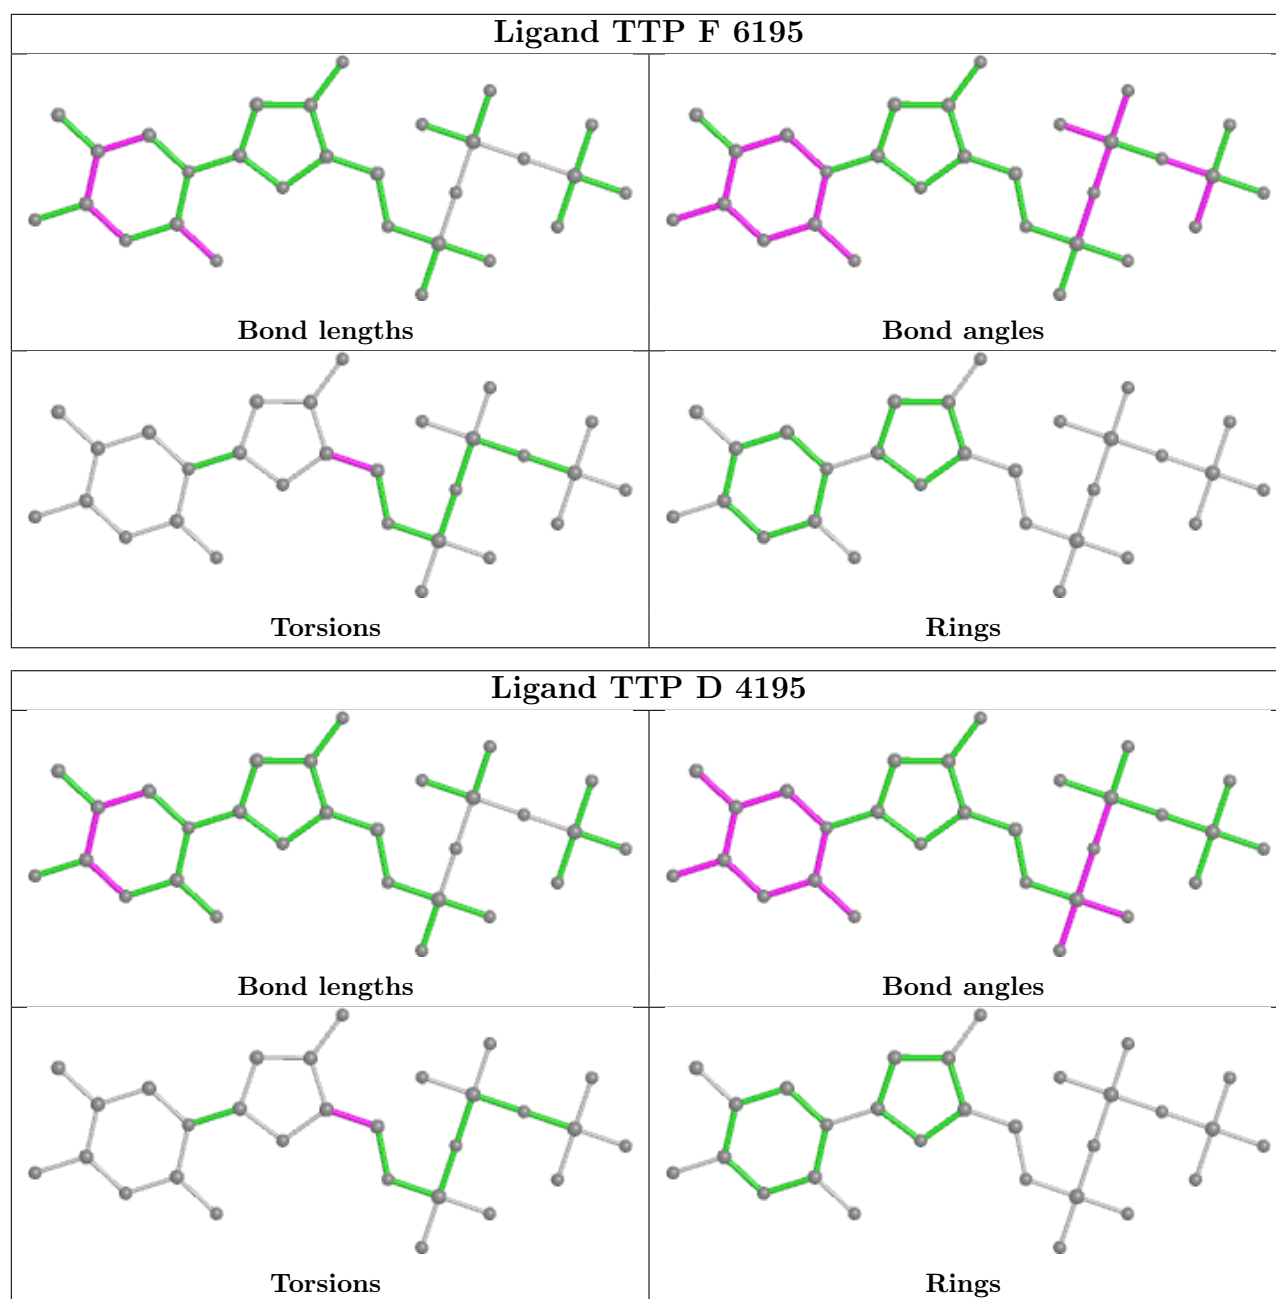 Ligand TTP F 6195
Bond lengths
Bond angles
Torsions
Rings
Ligand TTP D 4195
Bond lengths
Bond angles
Torsions
Rings